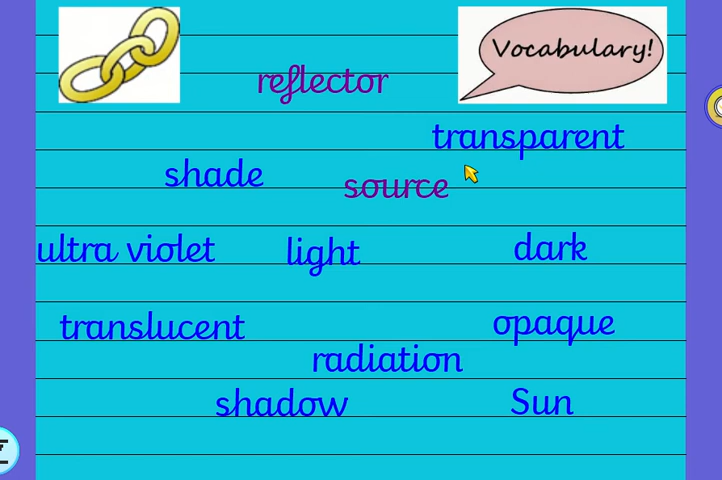 Vocabulary!
reflector
transparent
shade
source
ultra violet light dark
translucent opaque
radiation
shadow Sun